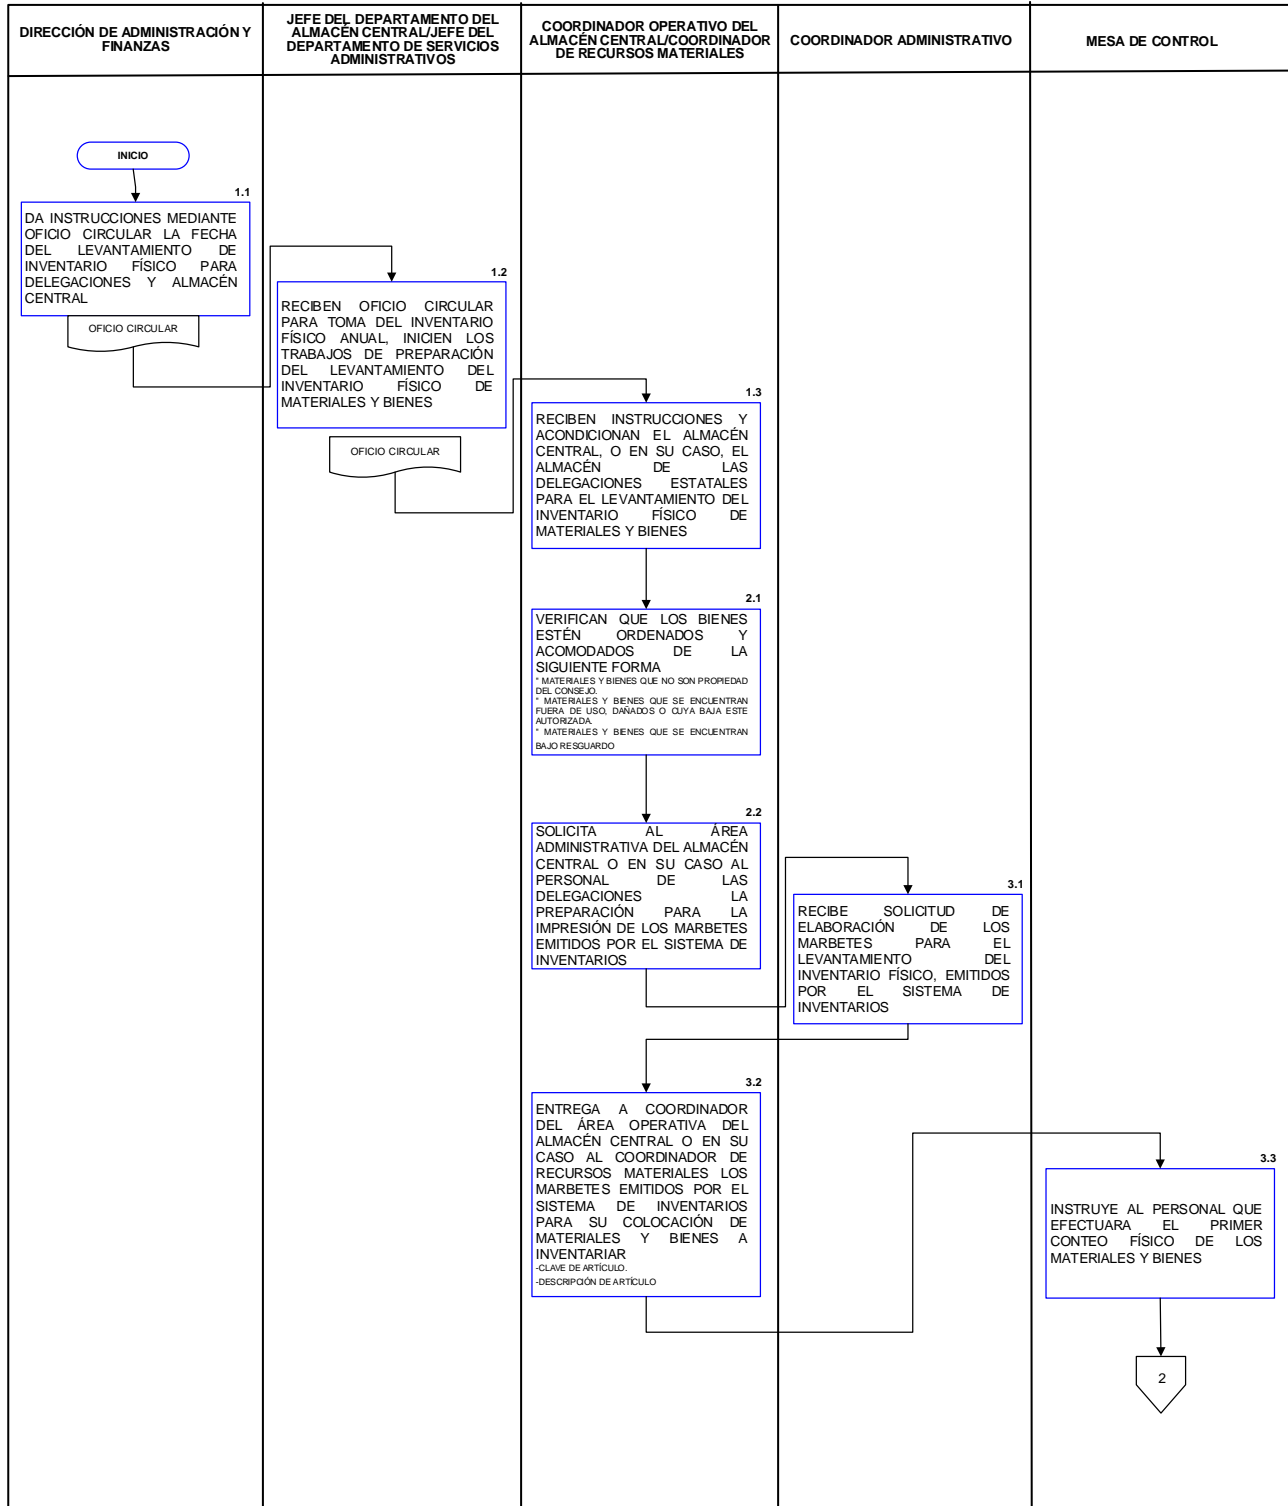 DIRECCIÓN DE ADMINISTRACIÓN Y
FINANZAS
JEFE DEL DEPARTAMENTO DEL
ALMACÉN CENTRAL/JEFE DEL
DEPARTAMENTO DE SERVICIOS
ADMINISTRATIVOS
COORDINADOR OPERATIVO DEL
ALMACÉN CENTRAL/COORDINADOR
DE RECURSOS MATERIALES
COORDINADOR ADMINISTRATIVO
MESA DE CONTROL
INICIO
1.1
DA INSTRUCCIONES MEDIANTE
OFICIO CIRCULAR LA FECHA
DEL LEVANTAMIENTO DE
INVENTARIO FÍSICO PARA
DELEGACIONES Y ALMACÉN
CENTRAL
OFICIO CIRCULAR
1.2
RECIBEN OFICIO CIRCULAR
PARA TOMA DEL INVENTARIO
FÍSICO ANUAL, INICIEN LOS
TRABAJOS DE PREPARACIÓN
DEL LEVANTAMIENTO DEL
INVENTARIO FÍSICO DE
MATERIALES Y BIENES
OFICIO CIRCULAR
1.3
RECIBEN INSTRUCCIONES Y
ACONDICIONAN EL ALMACÉN
CENTRAL, O EN SU CASO, EL
ALMACÉN DE LAS
DELEGACIONES ESTATALES
PARA EL LEVANTAMIENTO DEL
INVENTARIO FÍSICO DE
MATERIALES Y BIENES
2.1
VERIFICAN QUE LOS BIENES
ESTÉN ORDENADOS Y
ACOMODADOS DE LA
SIGUIENTE FORMA
* MATERIALES Y BIENES QUE NO SON PROPIEDAD
DEL CONSEJO.
* MATERIALES Y BIENES QUE SE ENCUENTRAN
FUERA DE USO, DAÑADOS O CUYA BAJA ESTE
AUTORIZADA.
* MATERIALES Y BIENES QUE SE ENCUENTRAN
BAJO RESGUARDO
2.2
SOLICITA AL ÁREA
ADMINISTRATIVA DEL ALMACÉN
CENTRAL O EN SU CASO AL
PERSONAL DE LAS
DELEGACIONES LA
PREPARACIÓN PARA LA
IMPRESIÓN DE LOS MARBETES
EMITIDOS POR EL SISTEMA DE
INVENTARIOS
3.1
RECIBE SOLICITUD DE
ELABORACIÓN DE LOS
MARBETES PARA EL
LEVANTAMIENTO DEL
INVENTARIO FÍSICO, EMITIDOS
POR EL SISTEMA DE
INVENTARIOS
3.2
ENTREGA A COORDINADOR
DEL ÁREA OPERATIVA DEL
ALMACÉN CENTRAL O EN SU
CASO AL COORDINADOR DE
RECURSOS MATERIALES LOS
MARBETES EMITIDOS POR EL
SISTEMA DE INVENTARIOS
PARA SU COLOCACIÓN DE
MATERIALES Y BIENES A
INVENTARIAR
-CLAVE DE ARTÍCULO.
-DESCRIPCIÓN DE ARTÍCULO
3.3
INSTRUYE AL PERSONAL QUE
EFECTUARA EL PRIMER
CONTEO FÍSICO DE LOS
MATERIALES Y BIENES
2